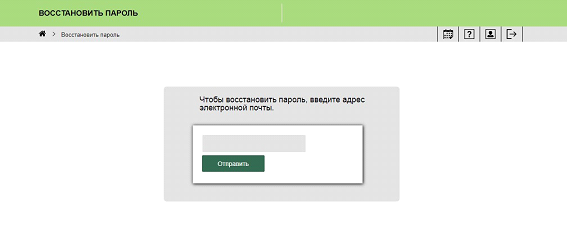 ВОССТАНОВИТЬ ПАРОЛЬ
Восстановить пароль
Чтобы восстановить пароль, введите адрес
электронной почты.
Отправить